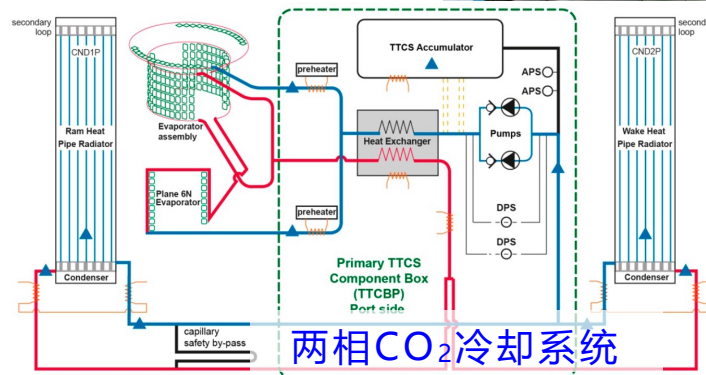 secondary
loop
CND1P
Ram Heat
Pipe Radiator
Condenser
Evaporator
assembly
Plane 6N
Evaporator
preheater
preheater
TTCS Accumulator
APS
APS
Heat Exchanger
Pumps
DPS
DPS
Primary TTCS
Component Box
(TTCBP)
Port side
second
loop
CND2P
Wake Heat
Pipe Radiator
Condenser
capillary
safety by-pass
两相CO₂冷却系统